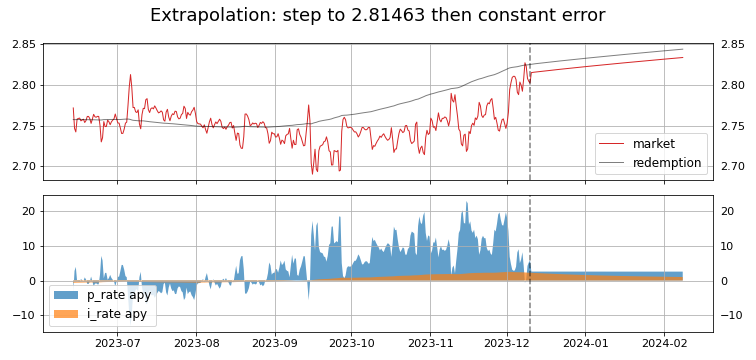 Extrapolation: step to 2.81463 then constant error
2.85 2.85
2.80 2.80
2.75 2.75
2.70 2.70
market
redemption
20 20
10 10
0 0
−10 −10
p_rate apy
i_rate apy
2023-07 2023-08 2023-09 2023-10 2023-11 2023-12 2024-01 2024-02